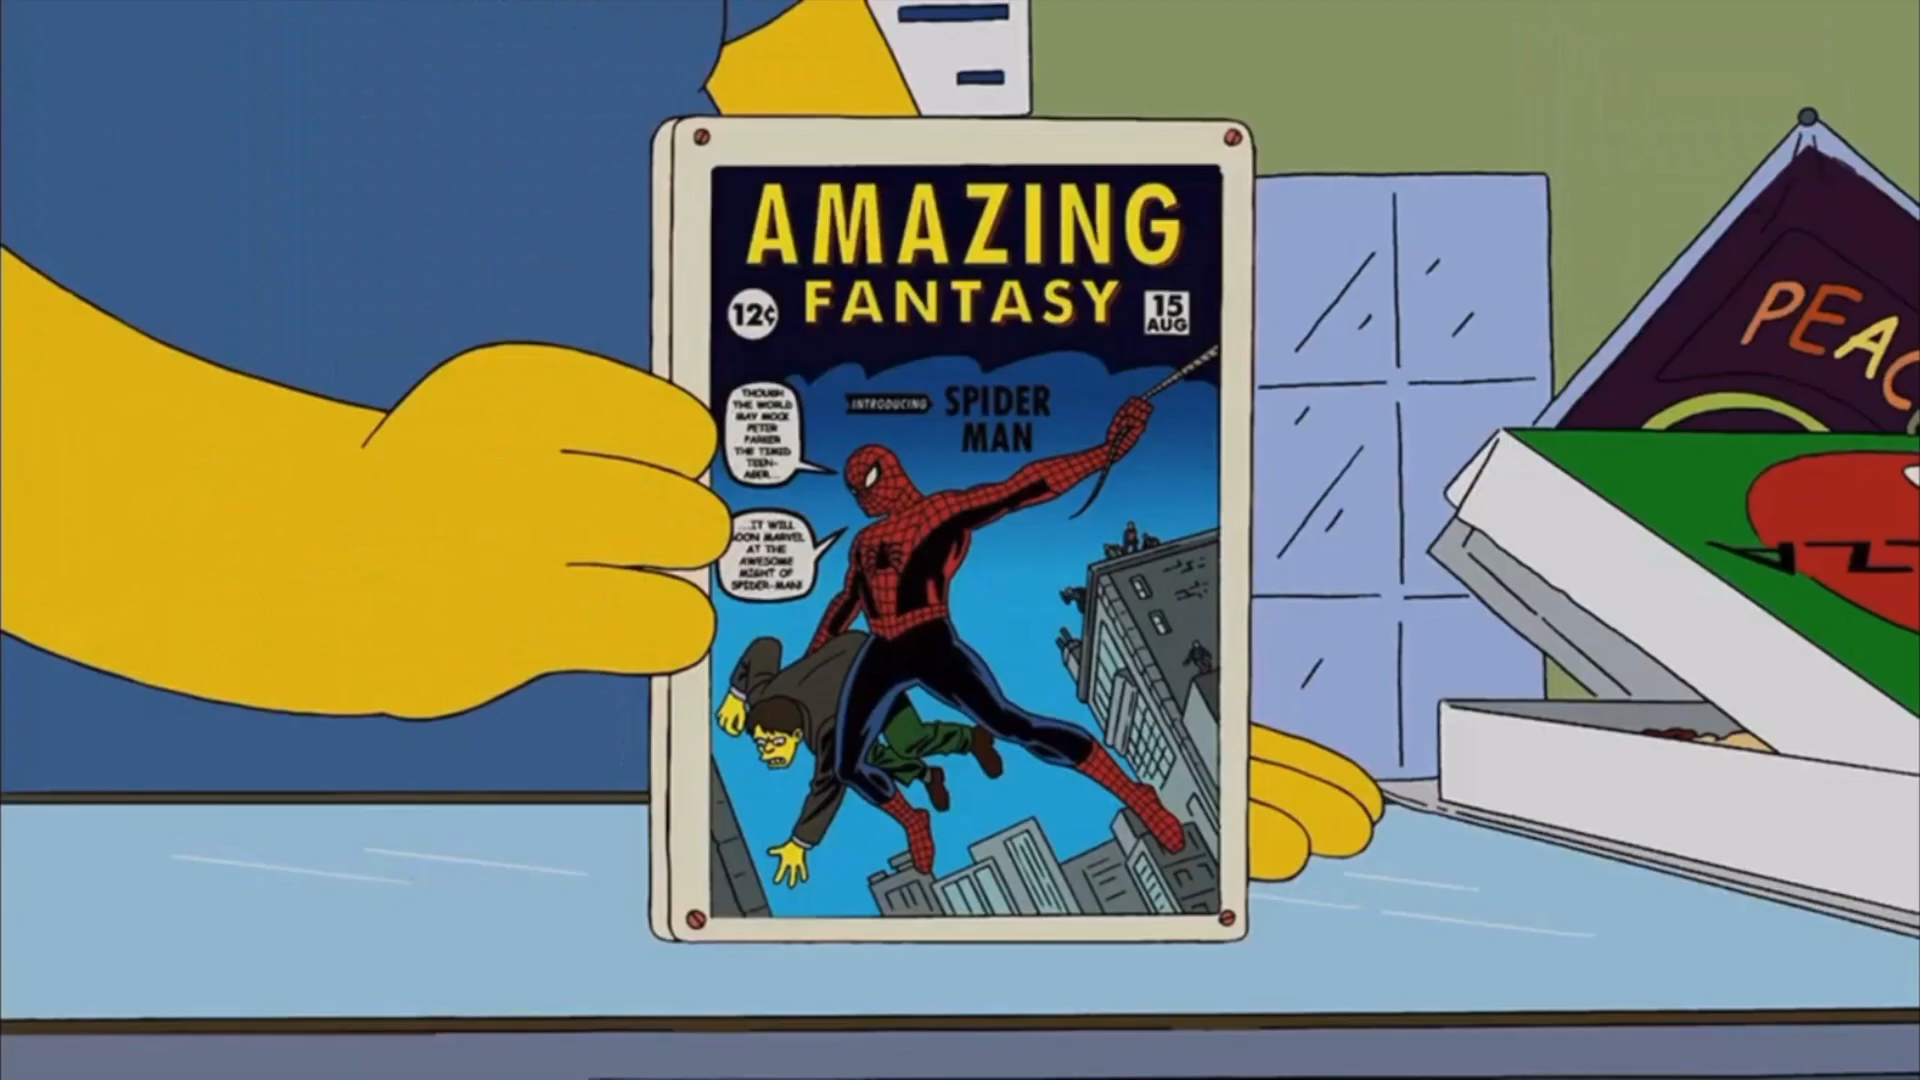 AMAZING
FANTASY
12¢
15
AUG
INTRODUCING
SPIDER
MAN
THOUGH
THE WORLD
MAY MOCK
PETER
PARKER
THE TIMID
TEEN-
AGER...
...IT WILL
SOON MARVEL
AT THE
AWESOME
MIGHT OF
SPIDER-MAN!
PEAC